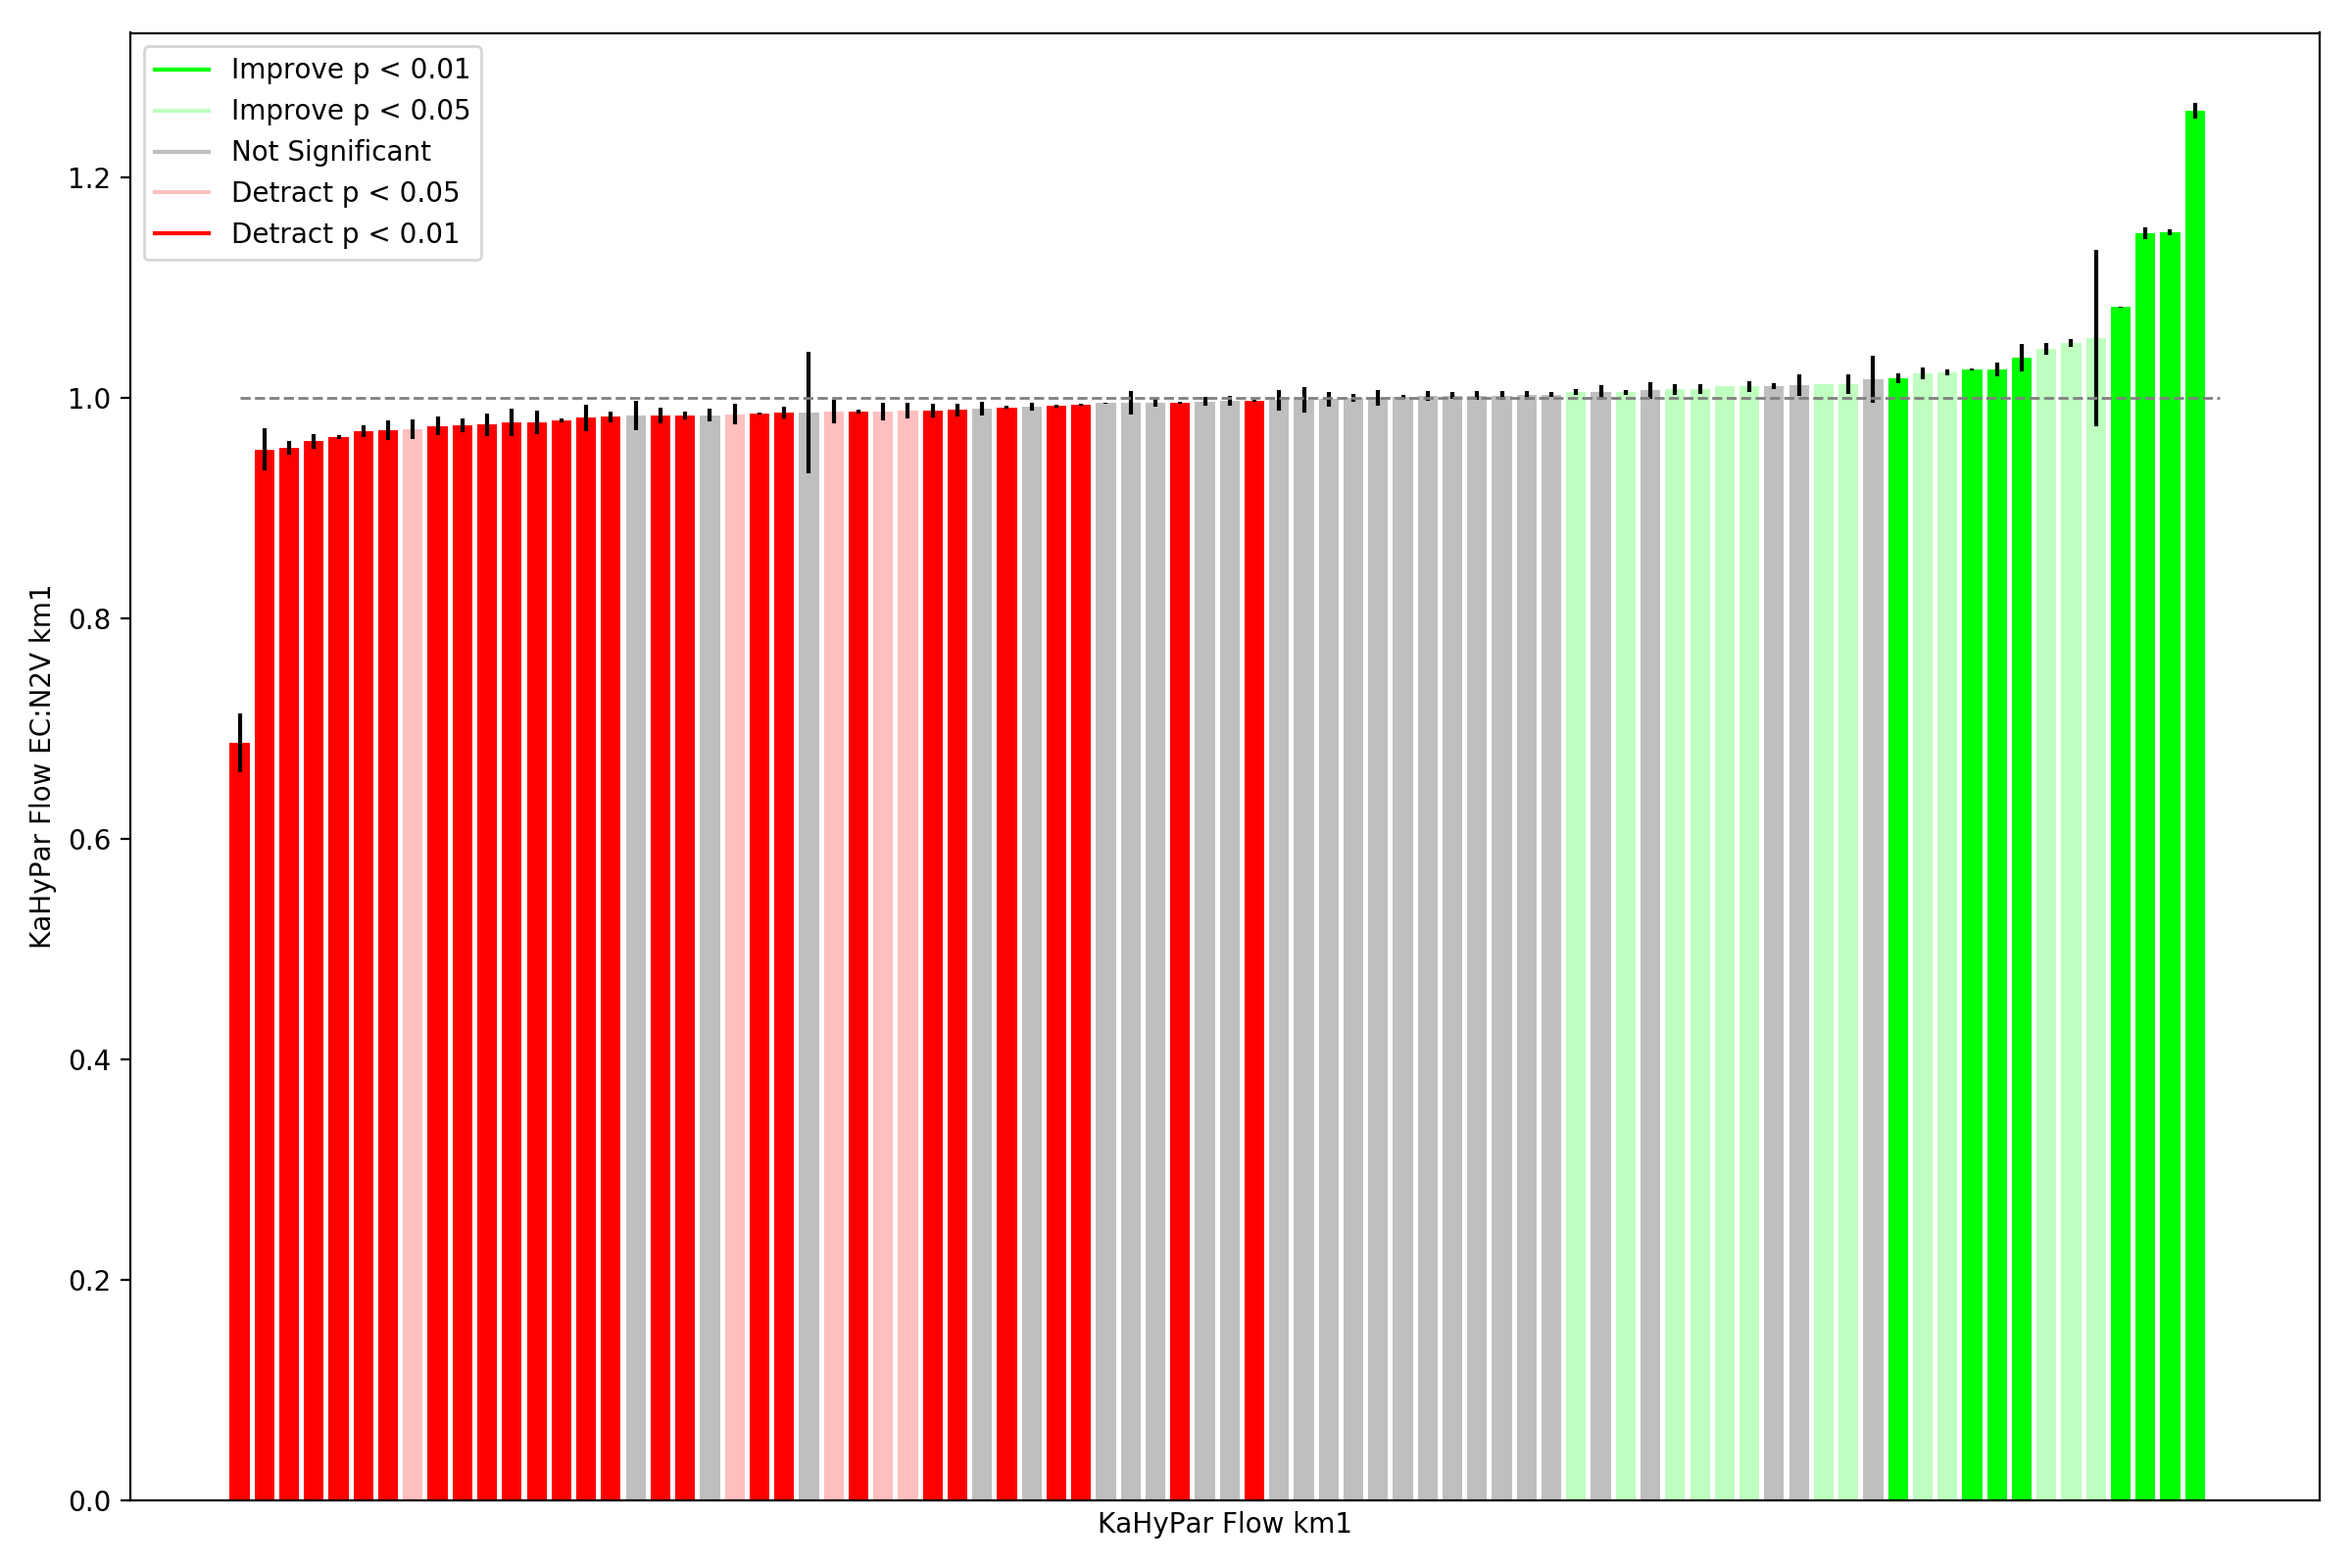 Improve p < 0.01
Improve p < 0.05
Not Significant
Detract p < 0.05
Detract p < 0.01
1.2
1.0
0.8
0.6
0.4
0.2
0.0
KaHyPar Flow EC:N2V km1
KaHyPar Flow km1